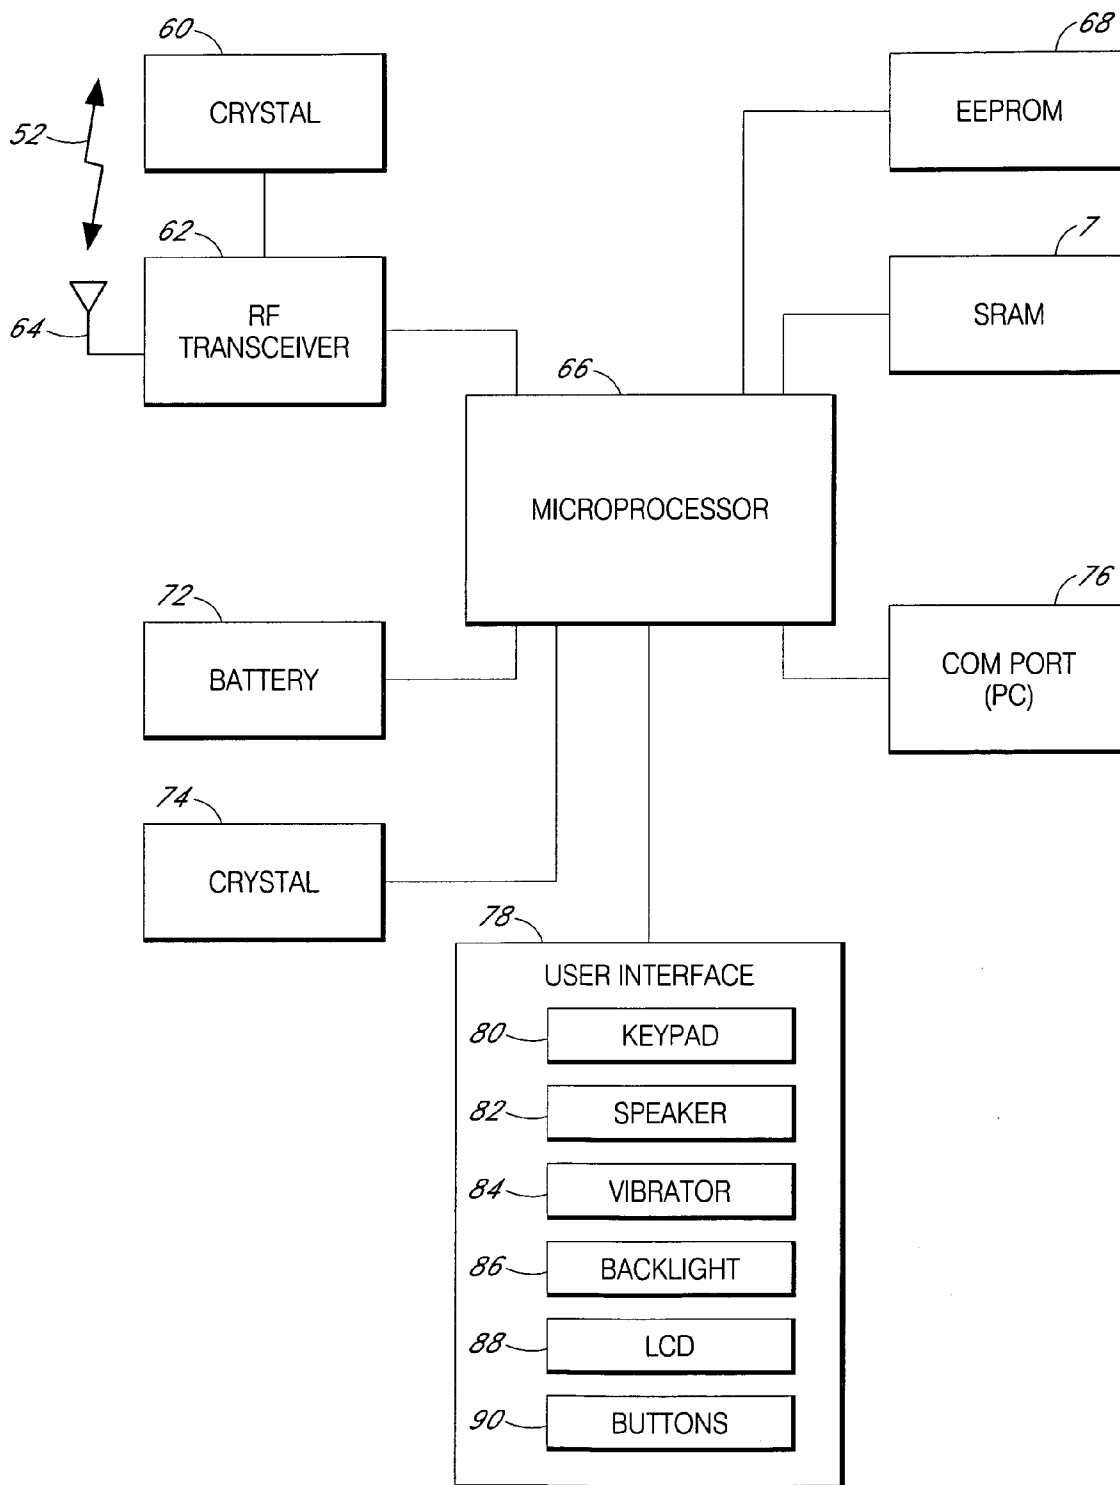 60
CRYSTAL
52
62
RF
TRANSCEIVER
64
68
EEPROM
7
SRAM
66
MICROPROCESSOR
72
BATTERY
74
CRYSTAL
76
COM PORT
(PC)
78
USER INTERFACE
80
KEYPAD
82
SPEAKER
84
VIBRATOR
86
BACKLIGHT
88
LCD
90
BUTTONS